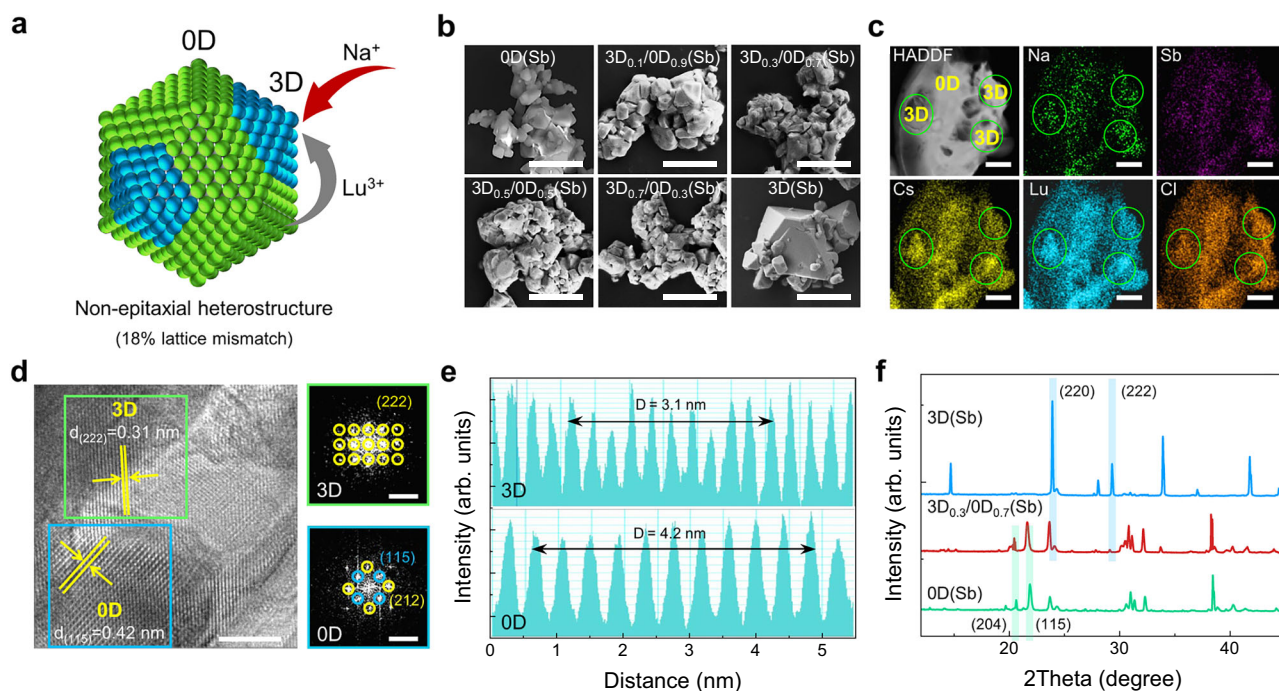 a
0D
Na⁺
3D
Lu³⁺
Non-epitaxial heterostructure
(18% lattice mismatch)
b
0D(Sb)
3D₀.₁/0D₀.₉(Sb)
3D₀.₃/0D₀.₇(Sb)
3D₀.₅/0D₀.₅(Sb)
3D₀.₇/0D₀.₃(Sb)
3D(Sb)
c
HADDF
0D
3D
3D
3D
Na
Sb
Cs
Lu
Cl
d
3D
d(222)=0.31 nm
0D
d(115)=0.42 nm
(222)
3D
(115)
(212)
0D
e
Intensity (arb. units)
D = 3.1 nm
3D
D = 4.2 nm
0D
0 1 2 3 4 5
Distance (nm)
f
Intensity (arb. units)
(220)
(222)
3D(Sb)
3D₀.₃/0D₀.₇(Sb)
0D(Sb)
(204)
(115)
20 30 40
2Theta (degree)